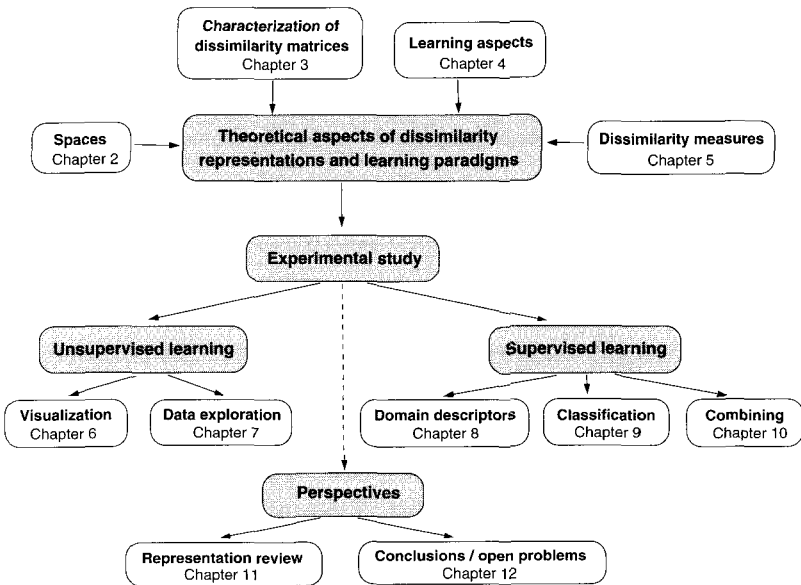 Characterization of
dissimilarity matrices
Chapter 3
Learning aspects
Chapter 4
Spaces
Chapter 2
Theoretical aspects of dissimilarity
representations and learning paradigms
Dissimilarity measures
Chapter 5
Experimental study
Unsupervised learning
Supervised learning
Visualization
Chapter 6
Data exploration
Chapter 7
Domain descriptors
Chapter 8
Classification
Chapter 9
Combining
Chapter 10
Perspectives
Representation review
Chapter 11
Conclusions / open problems
Chapter 12